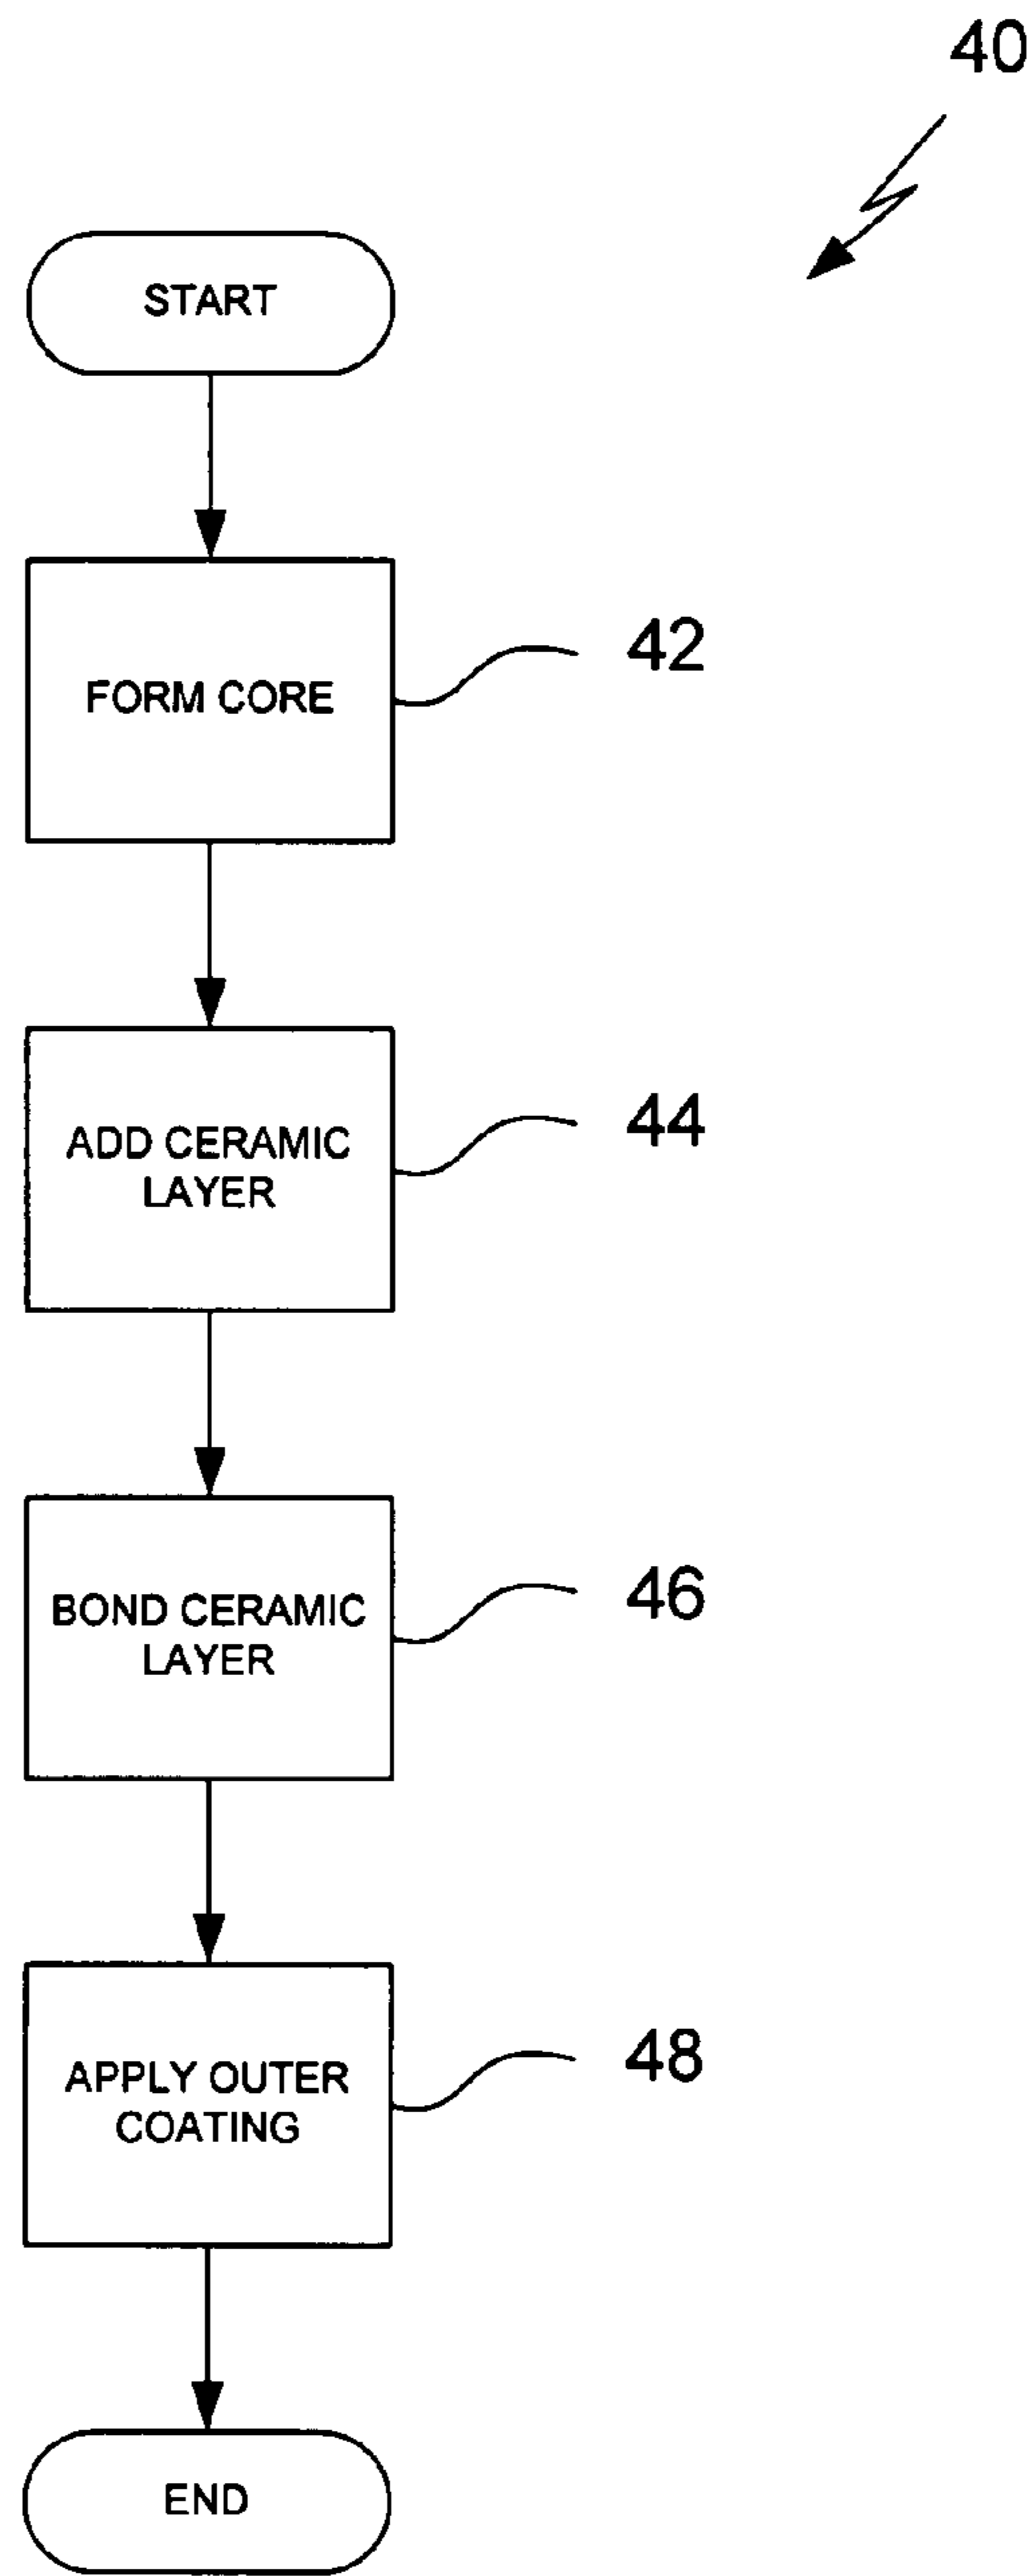 40
START
FORM CORE
42
ADD CERAMIC
LAYER
44
BOND CERAMIC
LAYER
46
APPLY OUTER
COATING
48
END